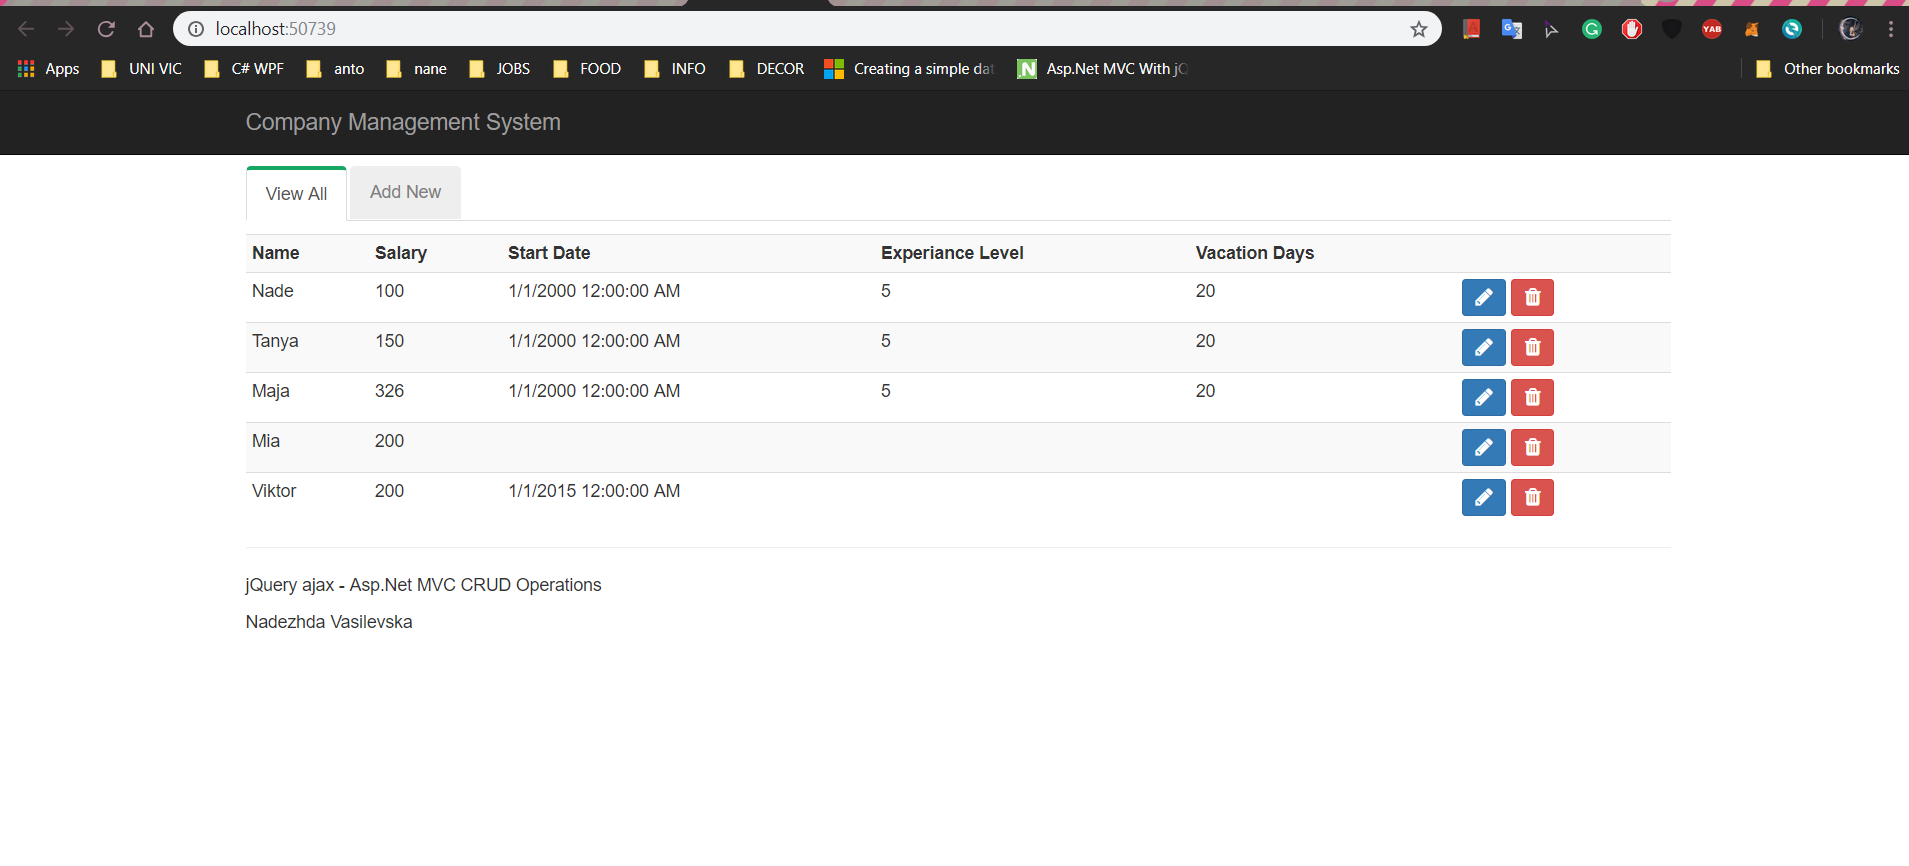 localhost:50739
Apps UNI VIC C# WPF anto nane JOBS FOOD INFO DECOR Creating a simple dat Asp.Net MVC With jQ Other bookmarks
YAB
Company Management System
View All Add New
Name Salary Start Date Experiance Level Vacation Days
Nade 100 1/1/2000 12:00:00 AM 5 20
Tanya 150 1/1/2000 12:00:00 AM 5 20
Maja 326 1/1/2000 12:00:00 AM 5 20
Mia 200
Viktor 200 1/1/2015 12:00:00 AM
jQuery ajax - Asp.Net MVC CRUD Operations
Nadezhda Vasilevska